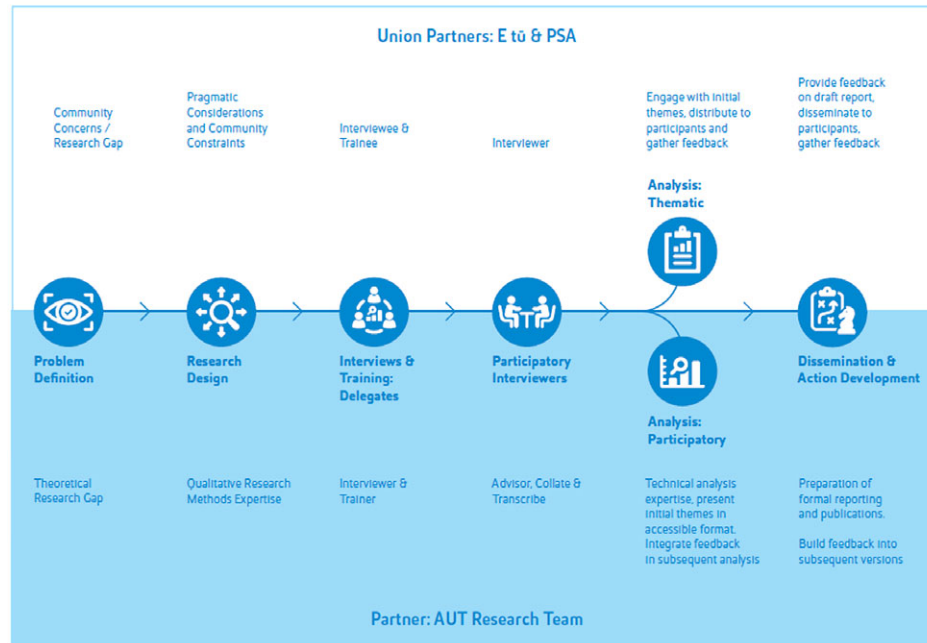 Union Partners: E tū & PSA
Community
Concerns /
Research Gap
Pragmatic
Considerations
and Community
Constraints
Interviewee &
Trainee
Interviewer
Engage with initial
themes, distribute to
participants and
gather feedback
Provide feedback
on draft report,
disseminate to
participants,
gather feedback
Analysis:
Thematic
Problem
Definition
Research
Design
Interviews &
Training:
Delegates
Participatory
Interviewers
Analysis:
Participatory
Dissemination &
Action Development
Theoretical
Research Gap
Qualitative Research
Methods Expertise
Interviewer &
Trainer
Advisor, Collate &
Transcribe
Technical analysis
expertise, present
initial themes in
accessible format.
Integrate feedback
in subsequent analysis
Preparation of
formal reporting
and publications.
Build feedback into
subsequent versions
Partner: AUT Research Team